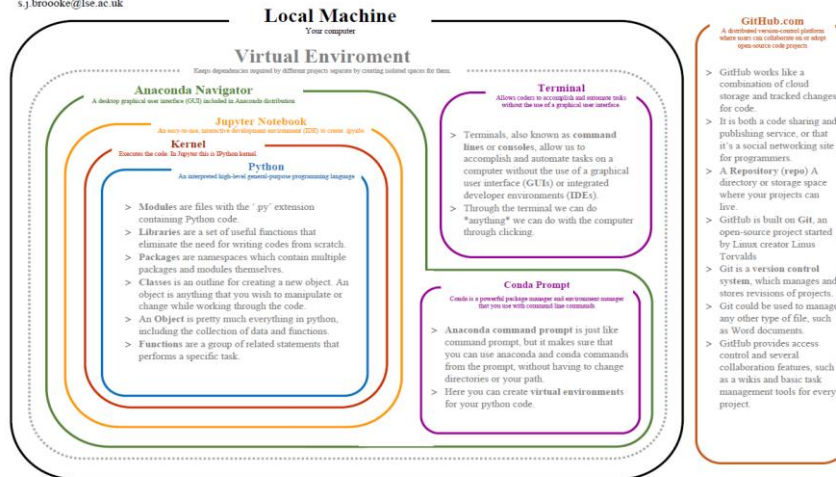 s.j.broooke@lse.ac.uk
Local Machine
Your computer
Virtual Enviroment
Keeps dependencies required by different projects separate by creating isolated spaces for them.
Anaconda Navigator
A desktop graphical user interface (GUI) included in Anaconda distribution
Jupyter Notebook
An easy-to-use, interactive development environment (IDE) to create .ipynbs.
Kernel
Executes the code. In Jupyter this is IPython kernel.
Python
An interpreted high-level general-purpose programming language
> Modules are files with the '.py' extension
containing Python code.
> Libraries are a set of useful functions that
eliminate the need for writing codes from scratch.
> Packages are namespaces which contain multiple
packages and modules themselves.
> Classes is an outline for creating a new object. An
object is anything that you wish to manipulate or
change while working through the code.
> An Object is pretty much everything in python,
including the collection of data and functions.
> Functions are a group of related statements that
performs a specific task.
Terminal
Allows coders to accomplish and automate tasks
without the use of a graphical user interface
> Terminals, also known as command
lines or consoles, allow us to
accomplish and automate tasks on a
computer without the use of a graphical
user interface (GUIs) or integrated
developer environments (IDEs).
> Through the terminal we can do
*anything* we can do with the computer
through clicking.
Conda Prompt
Conda is a powerful package manager and environment manager
that you use with command line commands
> Anaconda command prompt is just like
command prompt, but it makes sure that
you can use anaconda and conda commands
from the prompt, without having to change
directories or your path.
> Here you can create virtual environments
for your python code.
GitHub.com
A distributed version-control platform
where users can collaborate on or adopt
open-source code projects
> GitHub works like a
combination of cloud
storage and tracked changes
for code.
> It is both a code sharing and
publishing service, or that
it's a social networking site
for programmers.
> A Repository (repo) A
directory or storage space
where your projects can
live.
> GitHub is built on Git, an
open-source project started
by Linux creator Linus
Torvalds
> Git is a version control
system, which manages and
stores revisions of projects.
> Git could be used to manage
any other type of file, such
as Word documents.
> GitHub provides access
control and several
collaboration features, such
as a wikis and basic task
management tools for every
project.